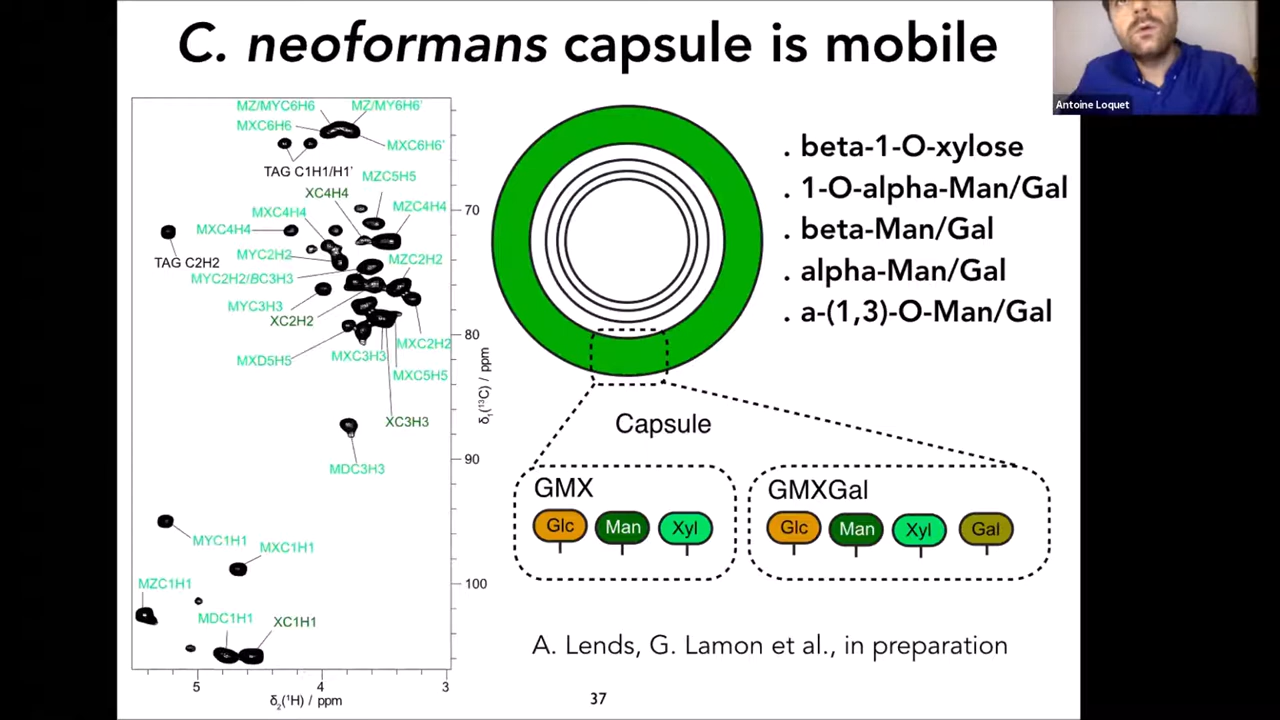 C. neoformans capsule is mobile
Antoine Loquet
MZ/MYC6H6
MZ/MY6H6'
MXC6H6
MXC6H6'
TAG C1H1/H1'
MZC5H5
XC4H4
MXC4H4
MZC4H4
MXC4H4
MYC2H2
TAG C2H2
MZC2H2
MYC2H2/BC3H3
MYC3H3
XC2H2
MXC3H3
MXC2H2
MXD5H5
MXC5H5
XC3H3
MDC3H3
MYC1H1
MXC1H1
MZC1H1
MDC1H1
XC1H1
70
80
90
100
δ₁(¹³C) / ppm
5
4
3
δ₂(¹H) / ppm
. beta-1-O-xylose
. 1-O-alpha-Man/Gal
. beta-Man/Gal
. alpha-Man/Gal
. a-(1,3)-O-Man/Gal
Capsule
GMX
Glc Man Xyl
GMXGal
Glc Man Xyl Gal
A. Lends, G. Lamon et al., in preparation
37